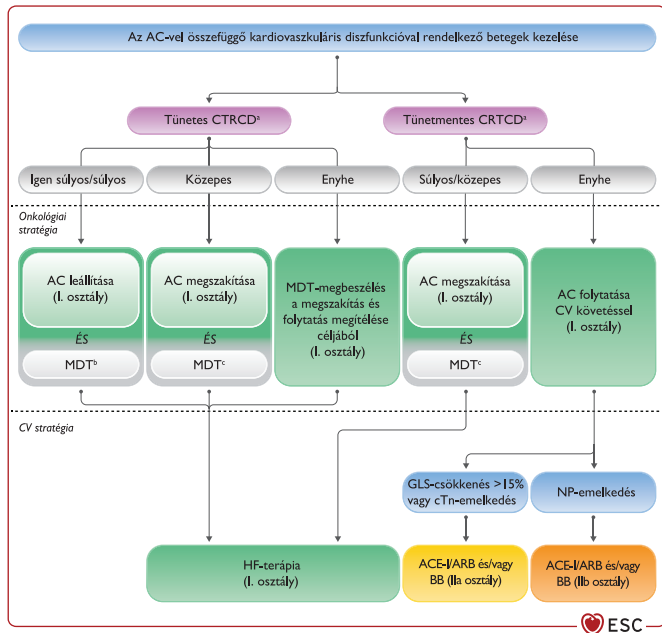 Az AC-vel összefüggő kardiovaszkuláris diszfunkcióval rendelkező betegek kezelése
Tünetes CTRCDᵃ
Tünetmentes CRTCDᵃ
Igen súlyos/súlyos
Közepes
Enyhe
Súlyos/közepes
Enyhe
Onkológiai
stratégia
AC leállítása
(I. osztály)
ÉS
MDTᵇ
AC megszakítása
(I. osztály)
ÉS
MDTᶜ
MDT-megbeszélés
a megszakítás és
folytatás megítélése
céljából
(I. osztály)
AC megszakítása
(I. osztály)
ÉS
MDTᶜ
AC folytatása
CV követéssel
(I. osztály)
CV stratégia
GLS-csökkenés >15%
vagy cTn-emelkedés
NP-emelkedés
HF-terápia
(I. osztály)
ACE-I/ARB és/vagy
BB (IIa osztály)
ACE-I/ARB és/vagy
BB (IIb osztály)
ESC